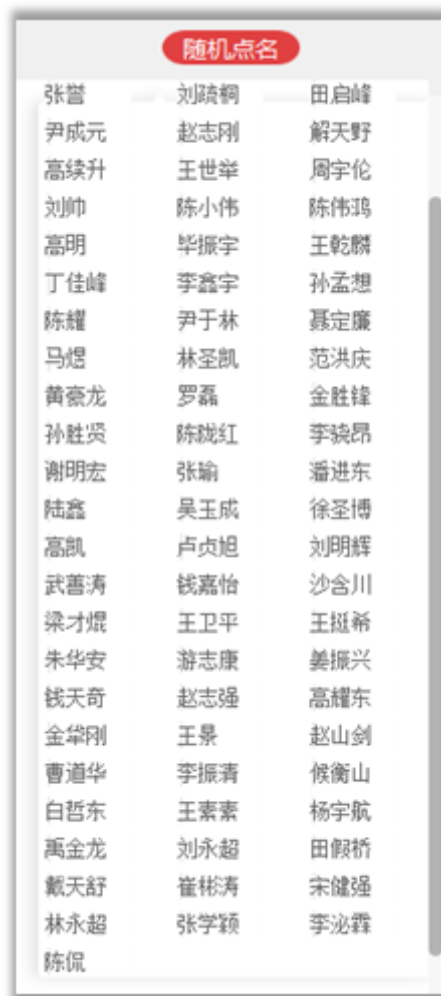 随机点名
张誉 刘疏桐 田启峰
尹成元 赵志刚 解天野
高续升 王世举 周宇伦
刘帅 陈小伟 陈伟鸿
高明 毕振宇 王乾麟
丁佳峰 李鑫宇 孙孟想
陈耀 尹于林 聂定廉
马煜 林圣凯 范洪庆
黄豪龙 罗磊 金胜锋
孙胜贤 陈陇红 李骁昂
谢明宏 张瑜 潘进东
陆鑫 吴玉成 徐圣博
高凯 卢贞旭 刘明辉
武善涛 钱嘉怡 沙含川
梁才焜 王卫平 王挺希
朱华安 游志康 姜振兴
钱天奇 赵志强 高耀东
王景 赵山剑
曹道华 李振清 候衡山
白哲东 王素素 杨宇航
禹金龙 刘永超 田假桥
戴天舒 崔彬涛 宋健强
林永超 张学颖 李泌霖
陈侃